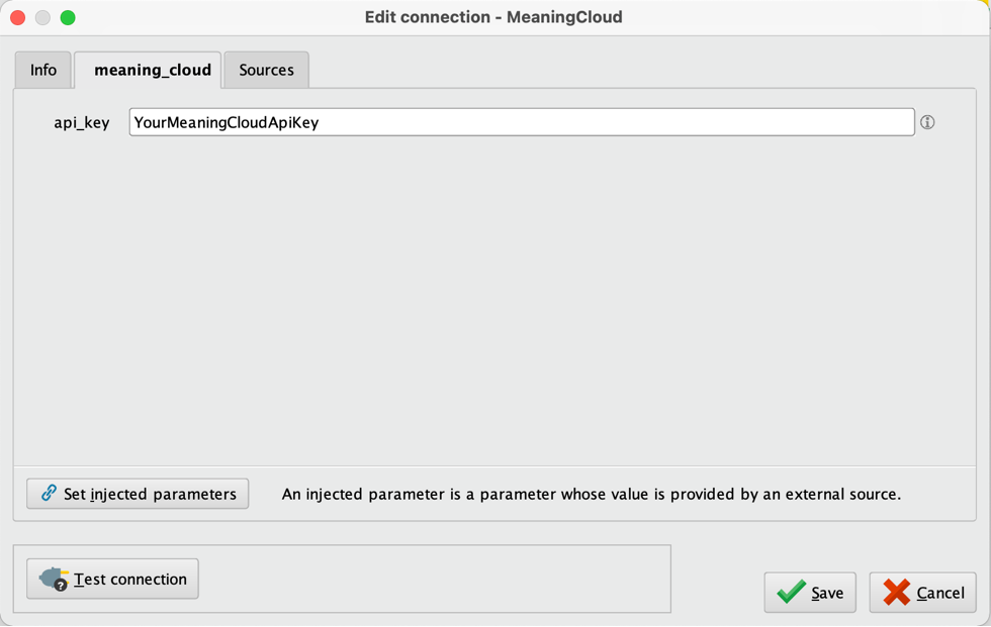 Edit connection - MeaningCloud
Info meaning_cloud Sources
api_key YourMeaningCloudApiKey
Set injected parameters An injected parameter is a parameter whose value is provided by an external source.
Test connection
Save Cancel